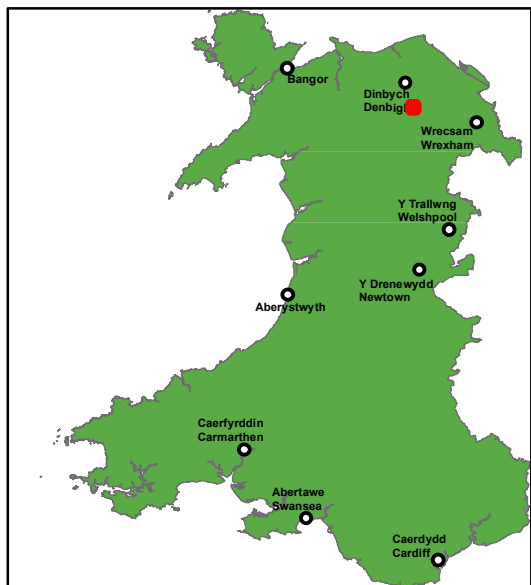 Bangor
Dinbych
Wrecsam
Wrexham
Y Trallwng
Welshpool
Y Drenewydd
Newtown
Aberystwyth
Caerfyrddin
Carmarthen
Abertawe
Swansea
Caerdydd
Cardiff